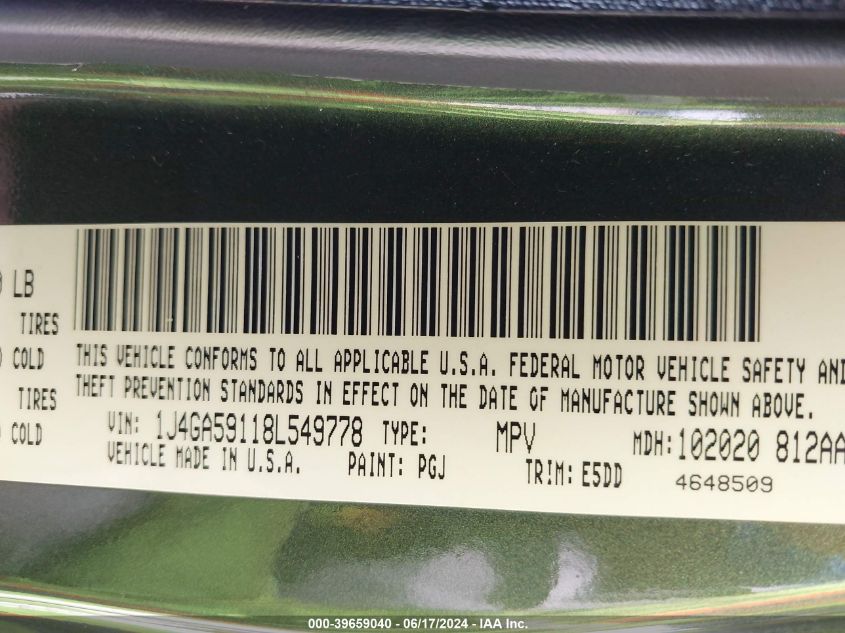 LB
TIRES
COLD
TIRES
COLD
THIS VEHICLE CONFORMS TO ALL APPLICABLE U.S.A. FEDERAL MOTOR VEHICLE SAFETY AND
THEFT PREVENTION STANDARDS IN EFFECT ON THE DATE OF MANUFACTURE SHOWN ABOVE.
VIN: 1J4GA59118L549778 TYPE: MPV MDH:102020 812AA
VEHICLE MADE IN U.S.A. PAINT: PGJ TRIM: E5DD 4648509
000-39659040 - 06/17/2024 - IAA Inc.